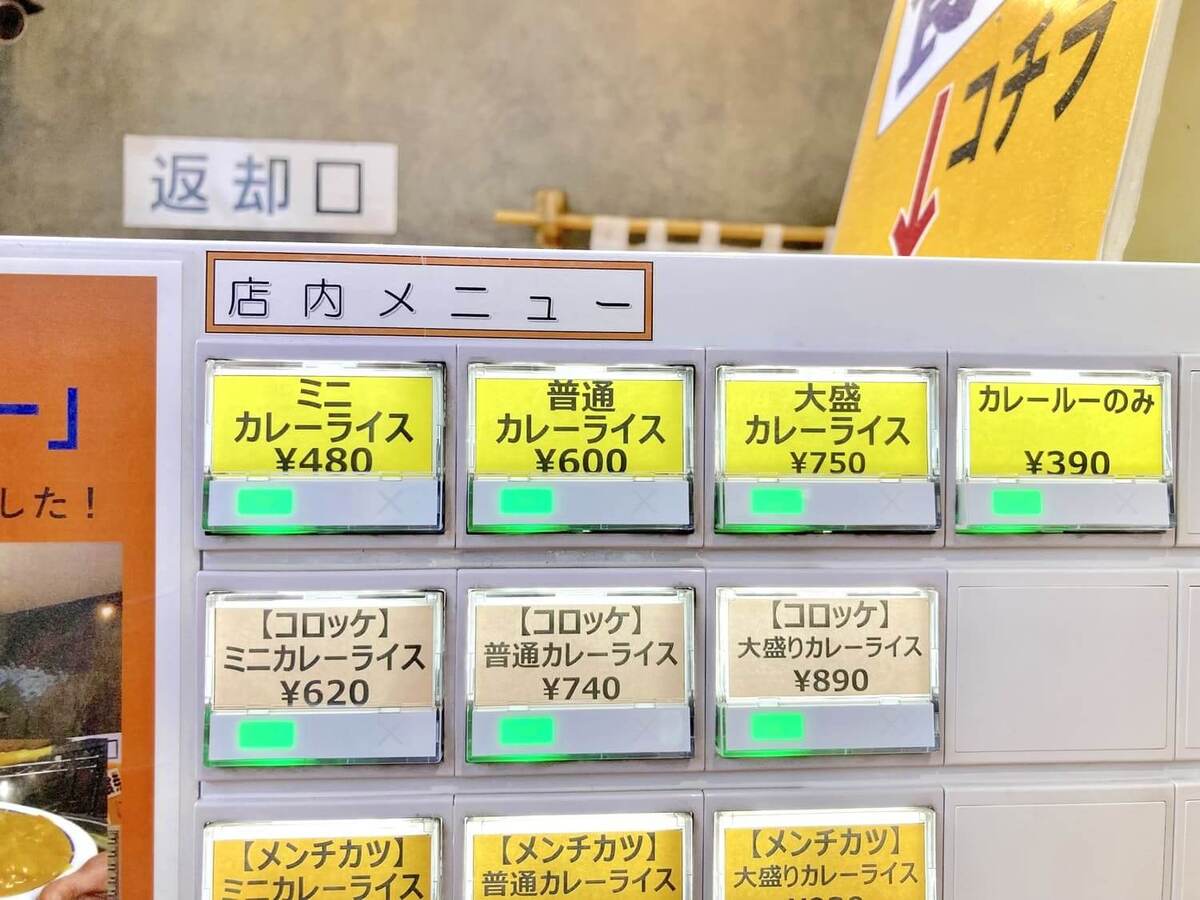 コチラ
返却口
店内メニュー
ー」
した！
ミニ
カレーライス
¥480
普通
カレーライス
¥600
大盛
カレーライス
¥750
カレールーのみ
¥390
【コロッケ】
ミニカレーライス
¥620
【コロッケ】
普通カレーライス
¥740
【コロッケ】
大盛りカレーライス
¥890
【メンチカツ】
ミニカレーライス
【メンチカツ】
普通カレーライス
【メンチカツ】
大盛りカレーライス